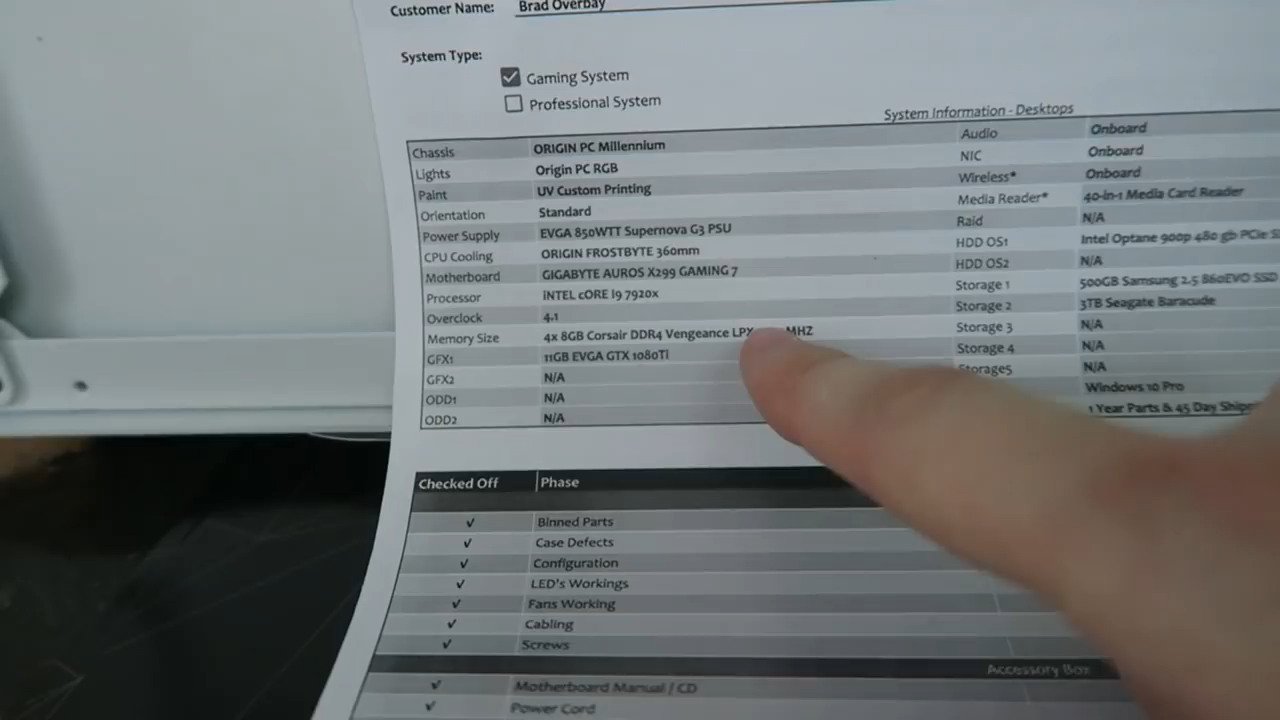 Customer Name: Brad Overbay
System Type:
Gaming System
Professional System
System Information - Desktops
Chassis ORIGIN PC Millennium Audio Onboard
Lights Origin PC RGB NIC Onboard
Paint UV Custom Printing Wireless* Onboard
Orientation Standard Media Reader* 40-in-1 Media Card Reader
Power Supply EVGA 850WTT Supernova G3 PSU Raid N/A
CPU Cooling ORIGIN FROSTBYTE 360mm HDD OS1 Intel Optane 900p 480 gb PCIe
Motherboard GIGABYTE AUROS X299 GAMING 7 HDD OS2 N/A
Processor INTEL cORE I9 7920x Storage 1 500GB Samsung 2.5 860EVO SSD
Overclock 4.1 Storage 2 3TB Seagate Baracude
Memory Size 4x 8GB Corsair DDR4 Vengeance LPX MHZ Storage 3 N/A
GFX1 11GB EVGA GTX 1080Ti Storage 4 N/A
GFX2 N/A Storage5 N/A
ODD1 N/A Windows 10 Pro
ODD2 N/A 1 Year Parts & 45 Day
Checked Off Phase
✓ Binned Parts
✓ Case Defects
✓ Configuration
✓ LED's Workings
✓ Fans Working
✓ Cabling
✓ Screws
Accessory Box
✓ Motherboard Manual / CD
✓ Power Cord